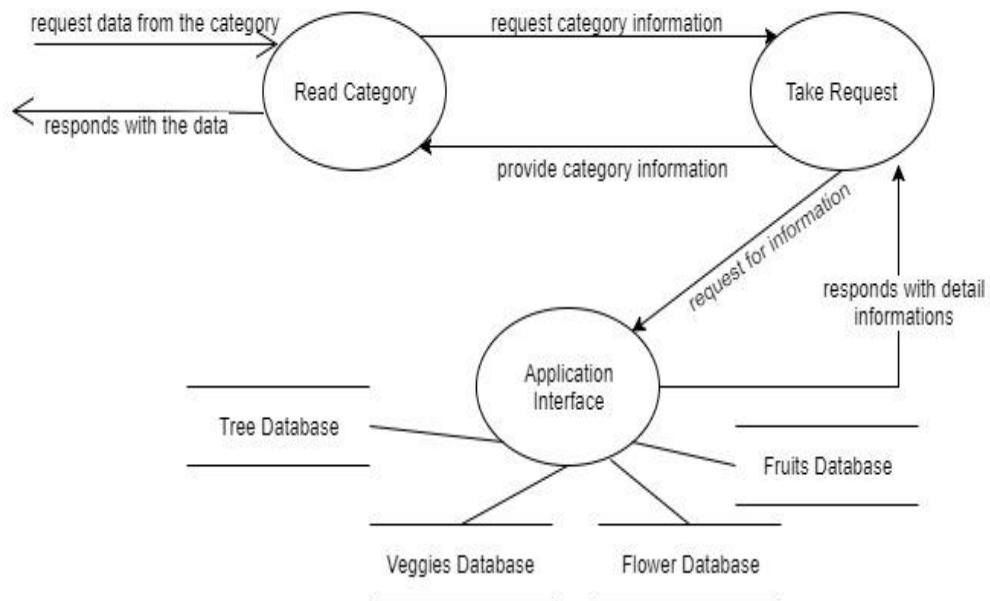 request data from the category
request category information
Read Category
Take Request
responds with the data
provide category information
request for information
responds with detail
informations
Application
Interface
Tree Database
Fruits Database
Veggies Database
Flower Database